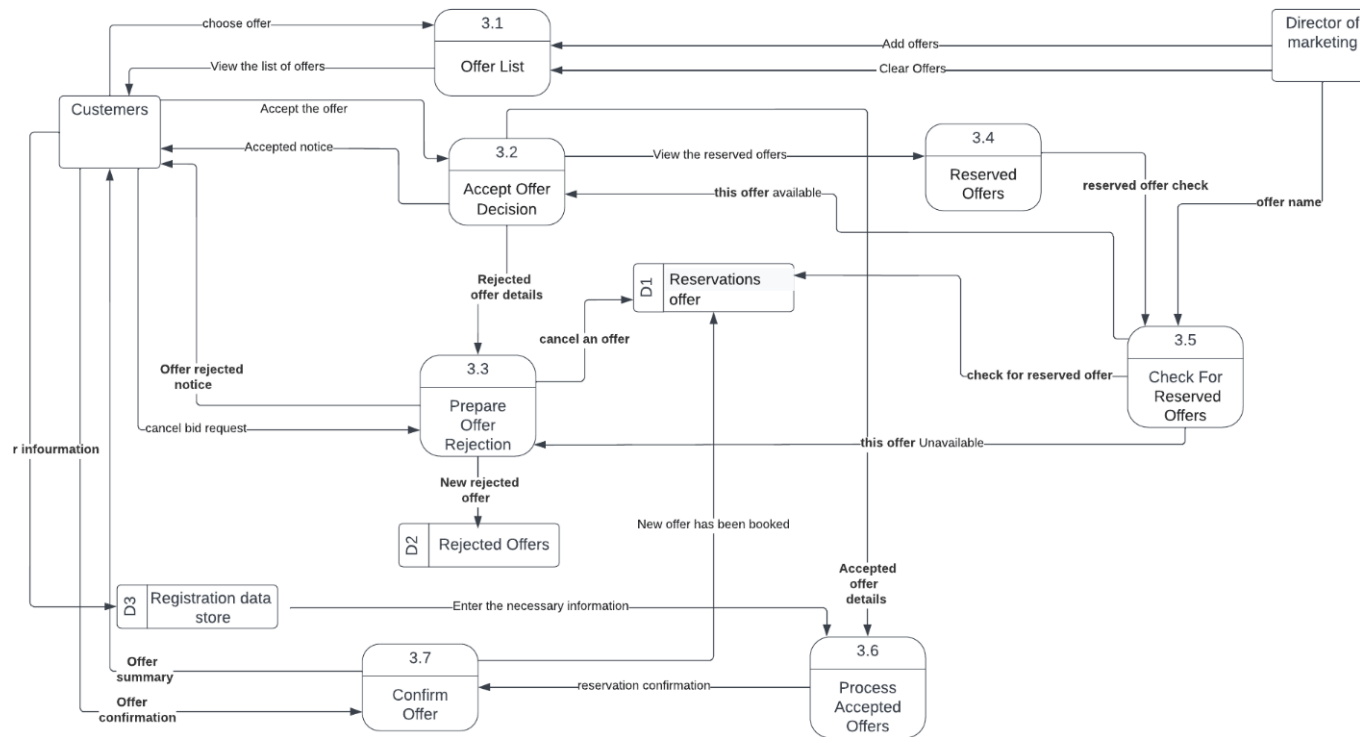 choose offer
3.1
Offer List
View the list of offers
Add offers
Clear Offers
Director of
marketing
Custemers
Accept the offer
Accepted notice
3.2
Accept Offer
Decision
View the reserved offers
3.4
Reserved
Offers
reserved offer check
this offer available
offer name
Rejected
offer details
D1
Reservations
offer
cancel an offer
3.5
Check For
Reserved
Offers
check for reserved offer
3.3
Prepare
Offer
Rejection
Offer rejected
notice
cancel bid request
this offer Unavailable
r infourmation
New rejected
offer
New offer has been booked
D2
Rejected Offers
Accepted
offer
details
D3
Registration data
store
Enter the necessary information
3.7
Confirm
Offer
Offer
summary
Offer
confirmation
reservation confirmation
3.6
Process
Accepted
Offers